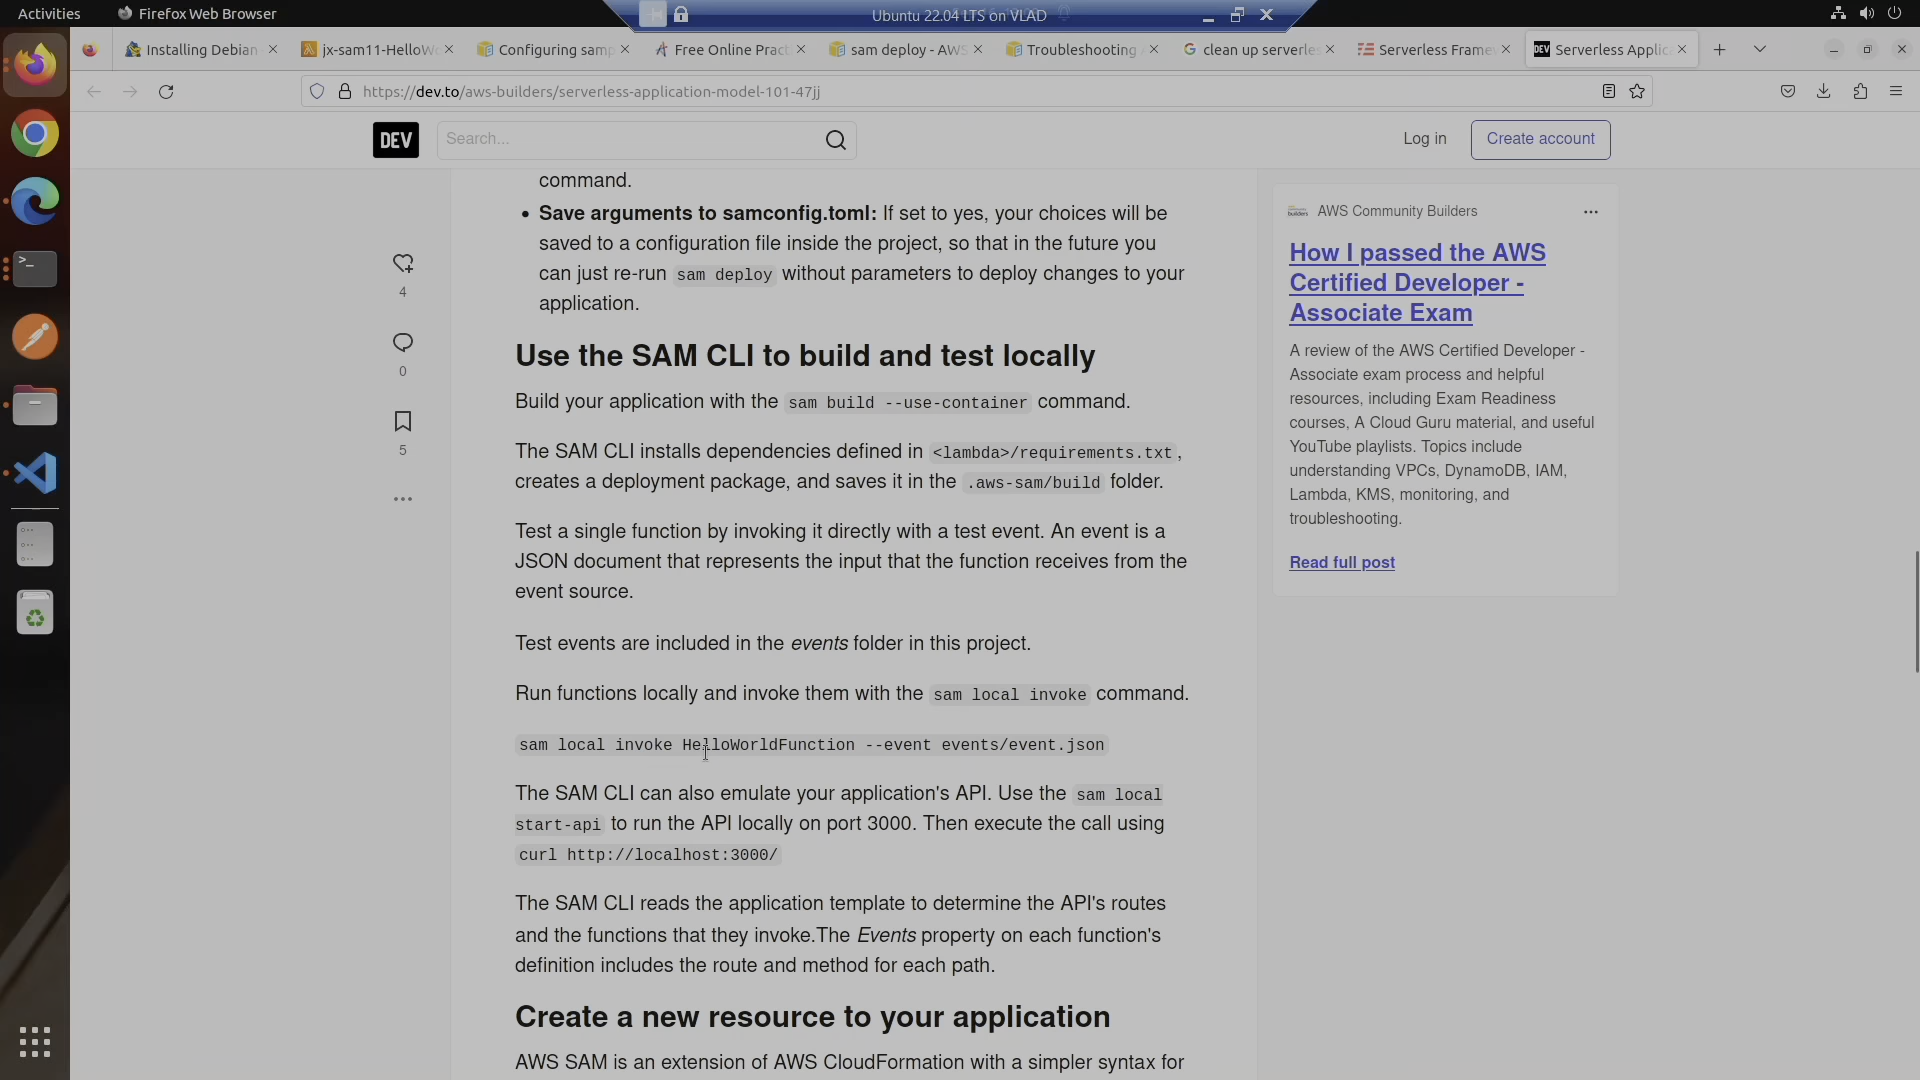 Activities
Firefox Web Browser
Ubuntu 22.04 LTS on VLAD
Installing Debian
jx-sam11-HelloWo
Configuring samp
Free Online Pract
sam deploy - AWS
Troubleshooting
clean up serverles
Serverless Frame
Serverless Applic
https://dev.to/aws-builders/serverless-application-model-101-47jj
DEV
Search...
Log in
Create account
command.
• Save arguments to samconfig.toml: If set to yes, your choices will be
saved to a configuration file inside the project, so that in the future you
can just re-run sam deploy without parameters to deploy changes to your
application.
4
0
5
Use the SAM CLI to build and test locally
Build your application with the sam build --use-container command.
The SAM CLI installs dependencies defined in <lambda>/requirements.txt,
creates a deployment package, and saves it in the .aws-sam/build folder.
Test a single function by invoking it directly with a test event. An event is a
JSON document that represents the input that the function receives from the
event source.
Test events are included in the events folder in this project.
Run functions locally and invoke them with the sam local invoke command.
sam local invoke HelloWorldFunction --event events/event.json
The SAM CLI can also emulate your application's API. Use the sam local
start-api to run the API locally on port 3000. Then execute the call using
curl http://localhost:3000/
The SAM CLI reads the application template to determine the API's routes
and the functions that they invoke.The Events property on each function's
definition includes the route and method for each path.
Create a new resource to your application
AWS SAM is an extension of AWS CloudFormation with a simpler syntax for
AWS Community Builders
How I passed the AWS
Certified Developer -
Associate Exam
A review of the AWS Certified Developer -
Associate exam process and helpful
resources, including Exam Readiness
courses, A Cloud Guru material, and useful
YouTube playlists. Topics include
understanding VPCs, DynamoDB, IAM,
Lambda, KMS, monitoring, and
troubleshooting.
Read full post